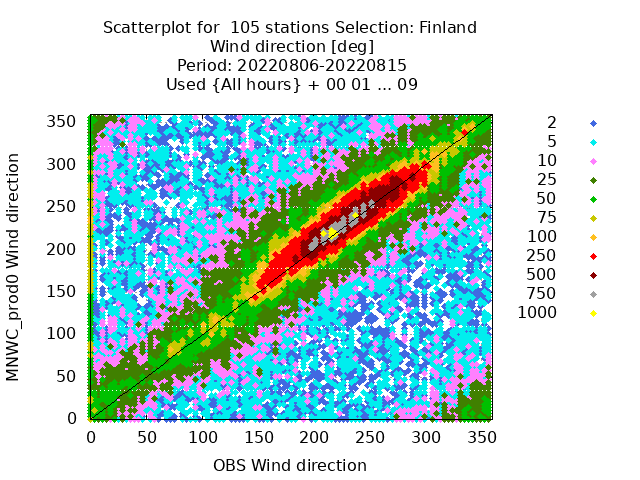 Scatterplot for  105 stations Selection: Finland
Wind direction [deg]
Period: 20220806-20220815
Used {All hours} + 00 01 ... 09
MNWC_prod0 Wind direction
350
300
250
200
150
100
50
0
0 50 100 150 200 250 300 350
OBS Wind direction
2
5
10
25
50
75
100
250
500
750
1000